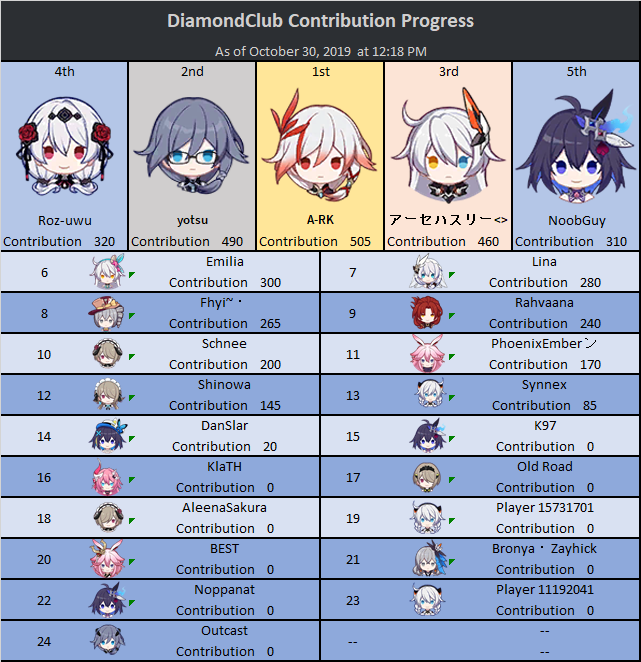 DiamondClub Contribution Progress
As of October 30, 2019 at 12:18 PM
4th 2nd 1st 3rd 5th
Roz-uwu yotsu A-RK アーセハスリー<> NoobGuy
Contribution 320 Contribution 490 Contribution 505 Contribution 460 Contribution 310
6 Emilia
Contribution 300
7 Lina
Contribution 280
8 Fhyi~・
Contribution 265
9 Rahvaana
Contribution 240
10 Schnee
Contribution 200
11 PhoenixEmberン
Contribution 170
12 Shinowa
Contribution 145
13 Synnex
Contribution 85
14 DanSlar
Contribution 20
15 K97
Contribution 0
16 KlaTH
Contribution 0
17 Old Road
Contribution 0
18 AleenaSakura
Contribution 0
19 Player 15731701
Contribution 0
20 BEST
Contribution 0
21 Bronya・Zayhick
Contribution 0
22 Noppanat
Contribution 0
23 Player 11192041
Contribution 0
24 Outcast
Contribution 0
-- --
--